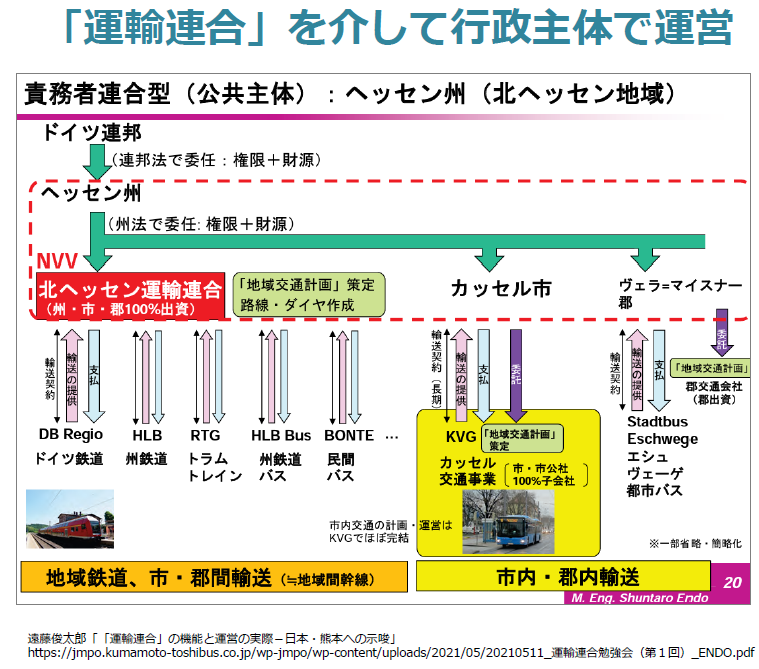 「運輸連合」を介して行政主体で運営
責務者連合型（公共主体）：ヘッセン州（北ヘッセン地域）
ドイツ連邦
（連邦法で委任：権限＋財源）
ヘッセン州
（州法で委任：権限＋財源）
NVV
北ヘッセン運輸連合
（州・市・郡100%出資）
「地域交通計画」策定
路線・ダイヤ作成
カッセル市
ヴェラ=マイスナー
郡
輸送契約
輸送の提供
支払
輸送契約（長期）
輸送の提供
支払
委託
輸送契約
輸送の提供
支払
委託
「地域交通計画」
郡交通会社
（郡出資）
DB Regio
ドイツ鉄道
HLB
州鉄道
RTG
トラム
トレイン
HLB Bus
州鉄道
バス
BONTE
民間
バス
…
KVG
「地域交通計画」
策定
カッセル
交通事業
市・市公社
100%子会社
Stadtbus
Eschwege
エシュ
ヴェーゲ
都市バス
市内交通の計画・運営は
KVGでほぼ完結
※一部省略・簡略化
地域鉄道、市・郡間輸送（≒地域間幹線）
市内・郡内輸送
20
M. Eng. Shuntaro Endo
遠藤俊太郎「「運輸連合」の機能と運営の実際－日本・熊本への示唆」
https://jmpo.kumamoto-toshibus.co.jp/wp-jmpo/wp-content/uploads/2021/05/20210511_運輸連合勉強会（第１回）_ENDO.pdf